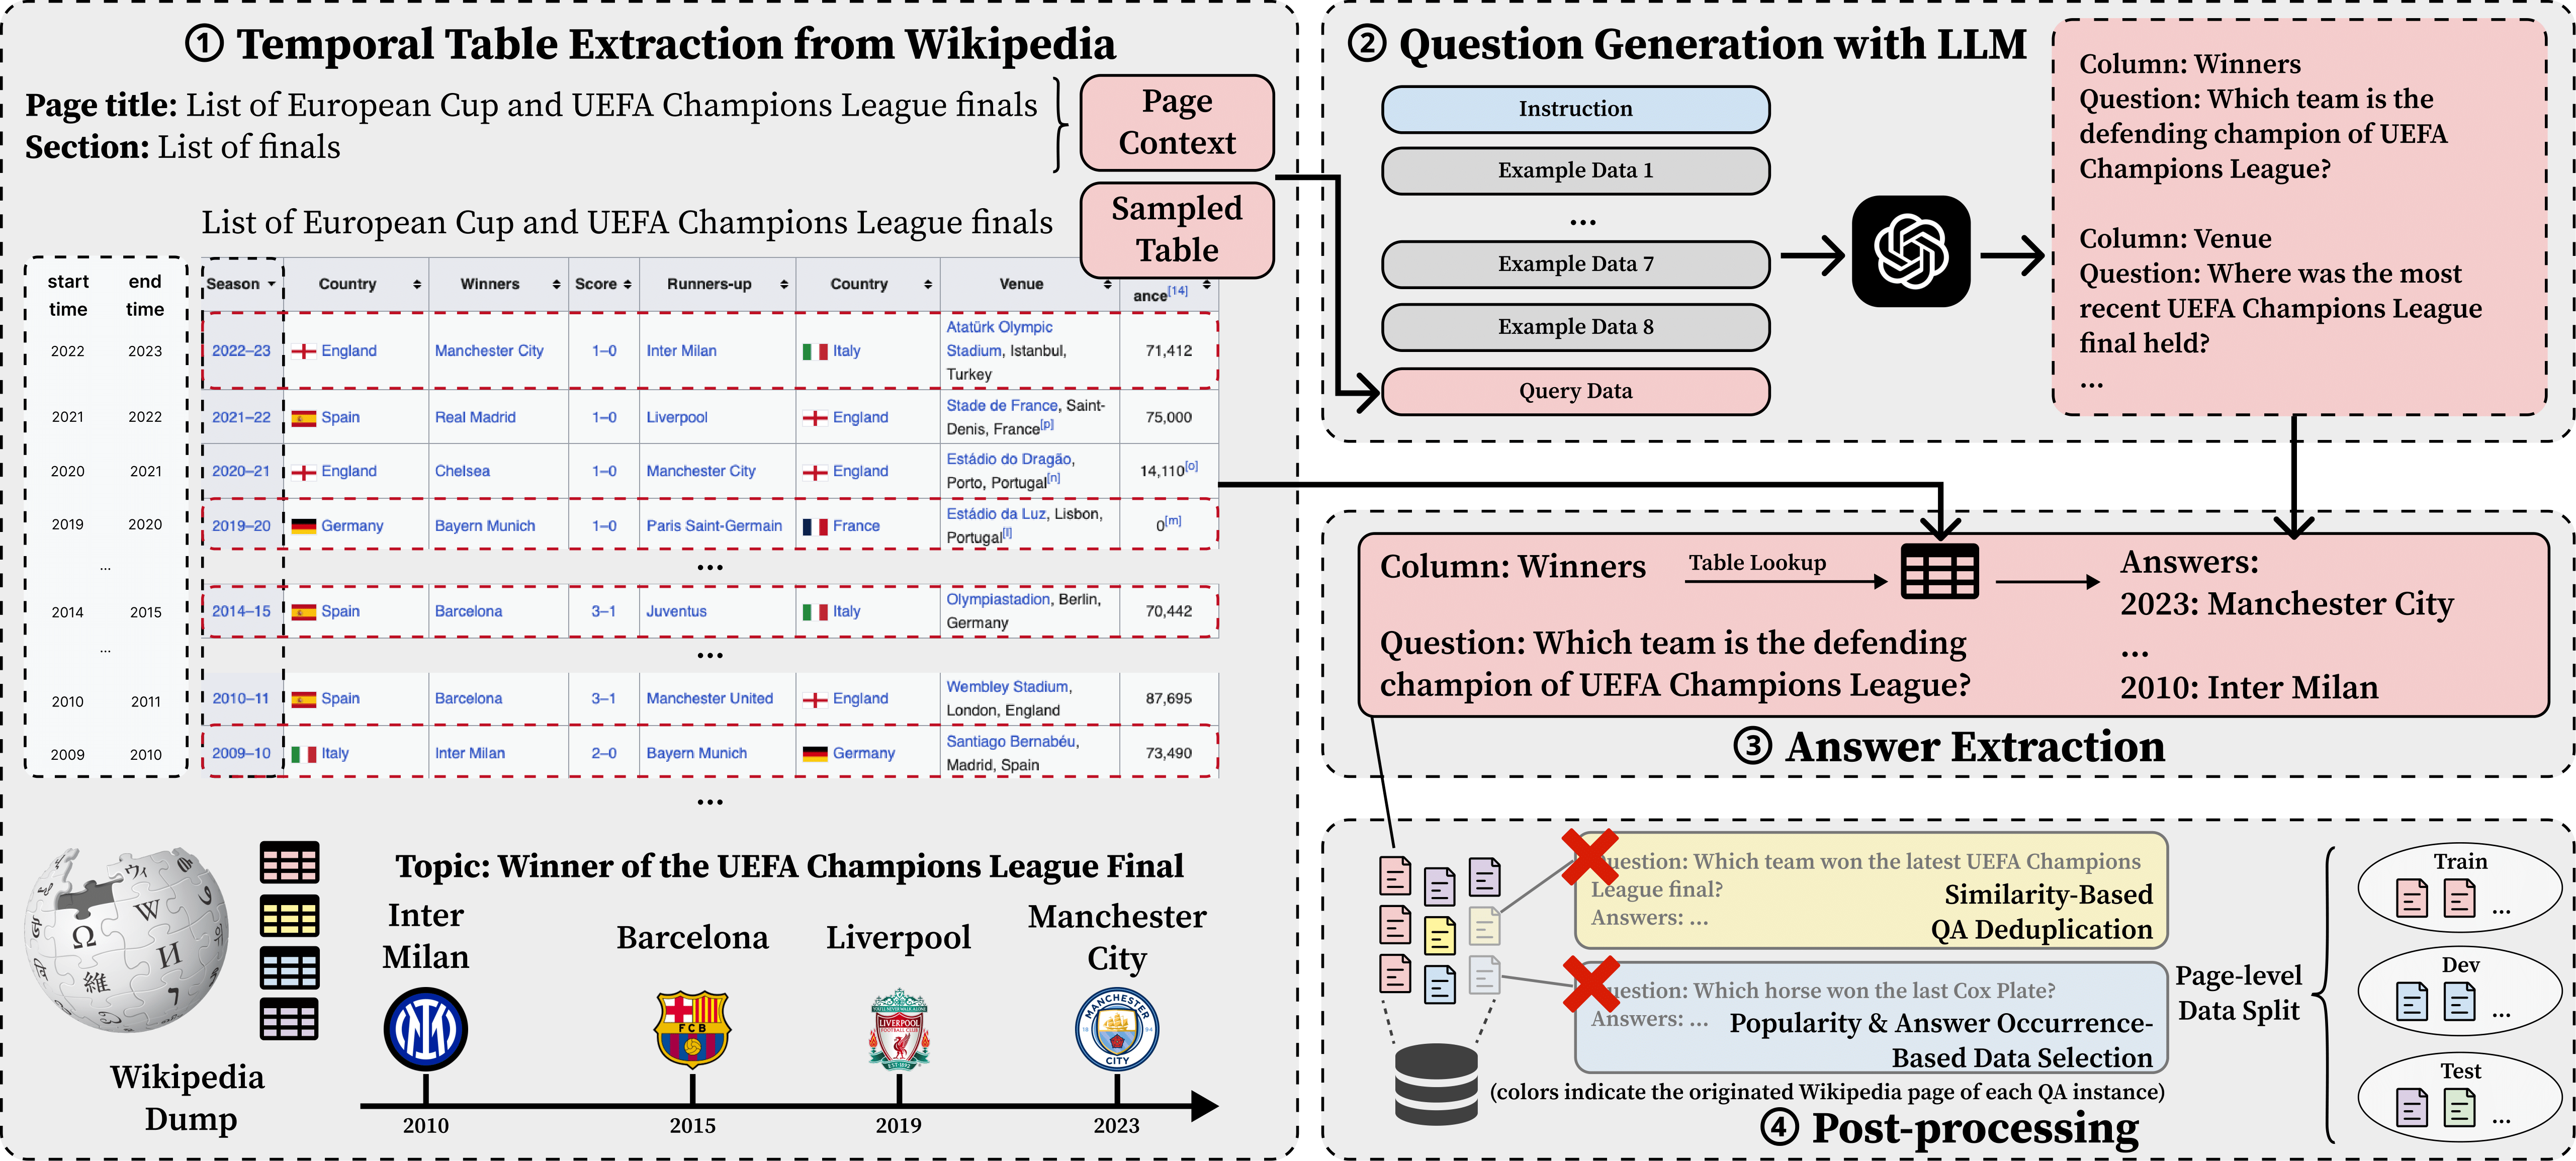 ① Temporal Table Extraction from Wikipedia
Page title: List of European Cup and UEFA Champions League finals
Section: List of finals
Page
Context
Sampled
Table
List of European Cup and UEFA Champions League finals
start time end time
Season Country Winners Score Runners-up Country Venue ance[14]
2022 2023 2022–23 England Manchester City 1–0 Inter Milan Italy Atatürk Olympic Stadium, Istanbul, Turkey 71,412
2021 2022 2021–22 Spain Real Madrid 1–0 Liverpool England Stade de France, Saint-Denis, France[p] 75,000
2020 2021 2020–21 England Chelsea 1–0 Manchester City England Estádio do Dragão, Porto, Portugal[n] 14,110[o]
2019 2020 2019–20 Germany Bayern Munich 1–0 Paris Saint-Germain France Estádio da Luz, Lisbon, Portugal[l] 0[m]
... ...
2014 2015 2014–15 Spain Barcelona 3–1 Juventus Italy Olympiastadion, Berlin, Germany 70,442
... ...
2010 2011 2010–11 Spain Barcelona 3–1 Manchester United England Wembley Stadium, London, England 87,695
2009 2010 2009–10 Italy Inter Milan 2–0 Bayern Munich Germany Santiago Bernabéu, Madrid, Spain 73,490
...
Wikipedia
Dump
Topic: Winner of the UEFA Champions League Final
Inter
Milan
Barcelona
Liverpool
Manchester
City
FCB
LIVERPOOL
FOOTBALL CLUB
EST·1892
MANCHESTER
18 94
CITY
2010 2015 2019 2023
② Question Generation with LLM
Instruction
Example Data 1
...
Example Data 7
Example Data 8
Query Data
Column: Winners
Question: Which team is the
defending champion of UEFA
Champions League?
Column: Venue
Question: Where was the most
recent UEFA Champions League
final held?
...
Column: Winners
Table Lookup
Question: Which team is the defending
champion of UEFA Champions League?
Answers:
2023: Manchester City
...
2010: Inter Milan
③ Answer Extraction
uestion: Which team won the latest UEFA Champions
League final?
Answers: ...
Similarity-Based
QA Deduplication
uestion: Which horse won the last Cox Plate?
Answers: ...
Popularity & Answer Occurrence-
Based Data Selection
(colors indicate the originated Wikipedia page of each QA instance)
④ Post-processing
Page-level
Data Split
Train
...
Dev
...
Test
...